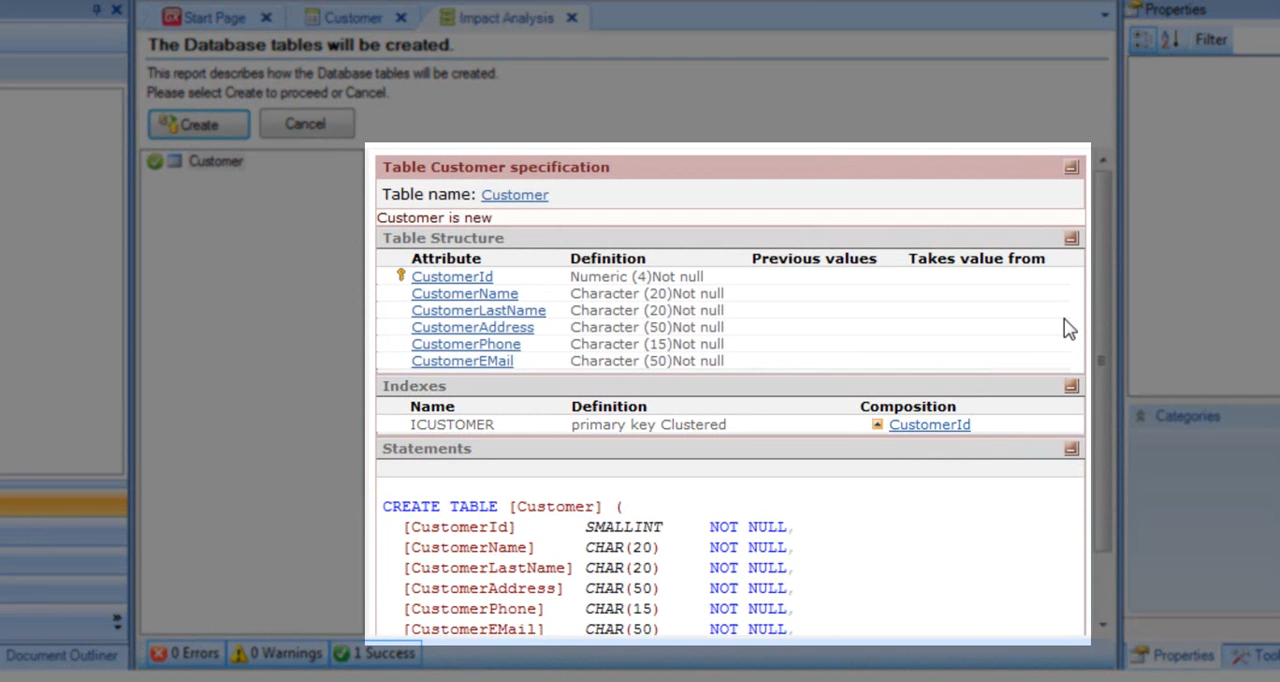 Start Page Customer Impact Analysis
The Database tables will be created.
This report describes how the Database tables will be created.
Please select Create to proceed or Cancel.
Create Cancel
Customer
Table Customer specification
Table name: Customer
Customer is new
Table Structure
Attribute Definition Previous values Takes value from
CustomerId Numeric (4)Not null
CustomerName Character (20)Not null
CustomerLastName Character (20)Not null
CustomerAddress Character (50)Not null
CustomerPhone Character (15)Not null
CustomerEMail Character (50)Not null
Indexes
Name Definition Composition
ICUSTOMER primary key Clustered CustomerId
Statements
CREATE TABLE [Customer] (
[CustomerId] SMALLINT NOT NULL,
[CustomerName] CHAR(20) NOT NULL,
[CustomerLastName] CHAR(20) NOT NULL,
[CustomerAddress] CHAR(50) NOT NULL,
[CustomerPhone] CHAR(15) NOT NULL,
[CustomerEMail] CHAR(50) NOT NULL,
Document Outliner
0 Errors 0 Warnings 1 Success
Properties
Filter
Categories
Properties